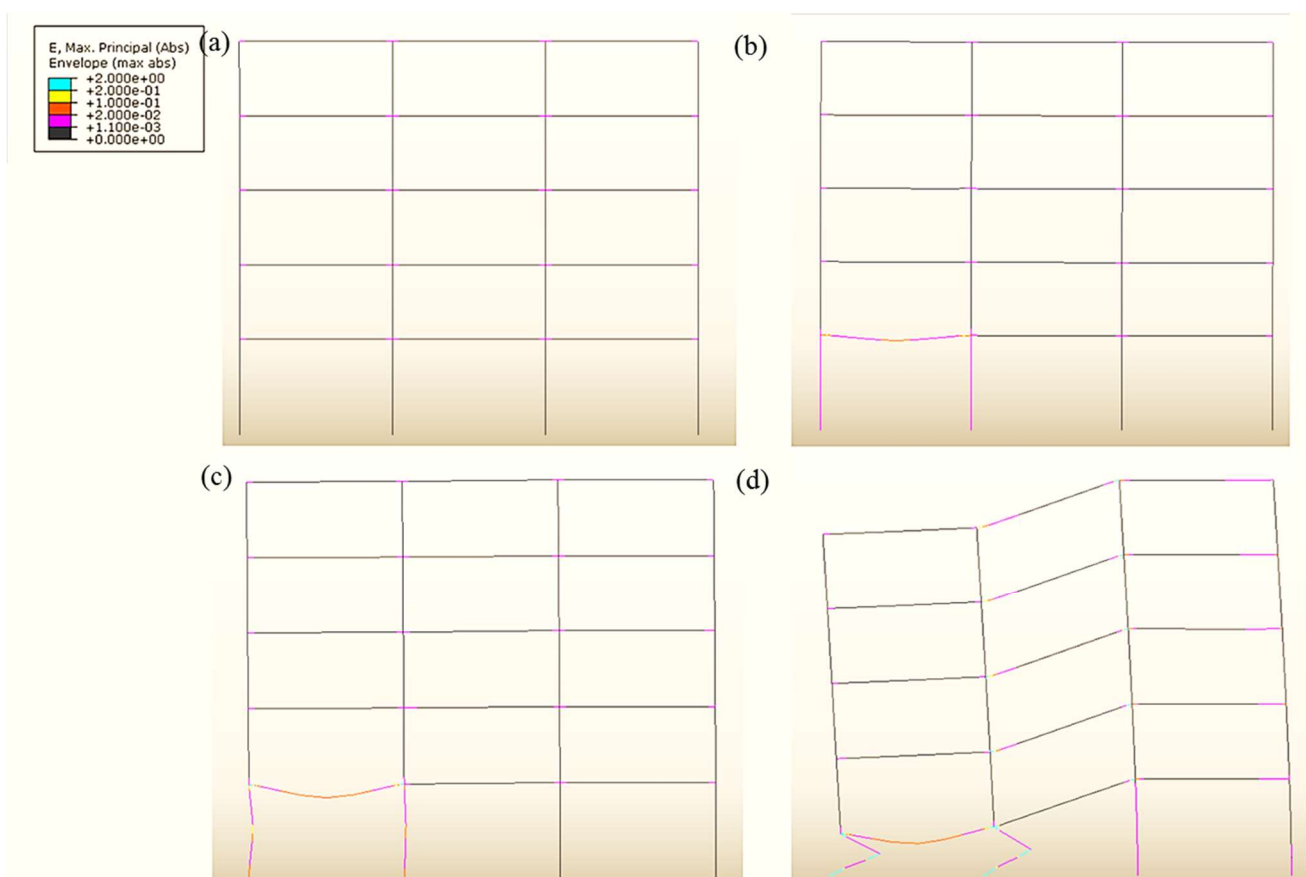 E, Max. Principal (Abs)
Envelope (max abs)
+2.000e+00
+2.000e-01
+1.000e-01
+2.000e-02
+1.100e-03
+0.000e+00
(a)
(b)
(c)
(d)